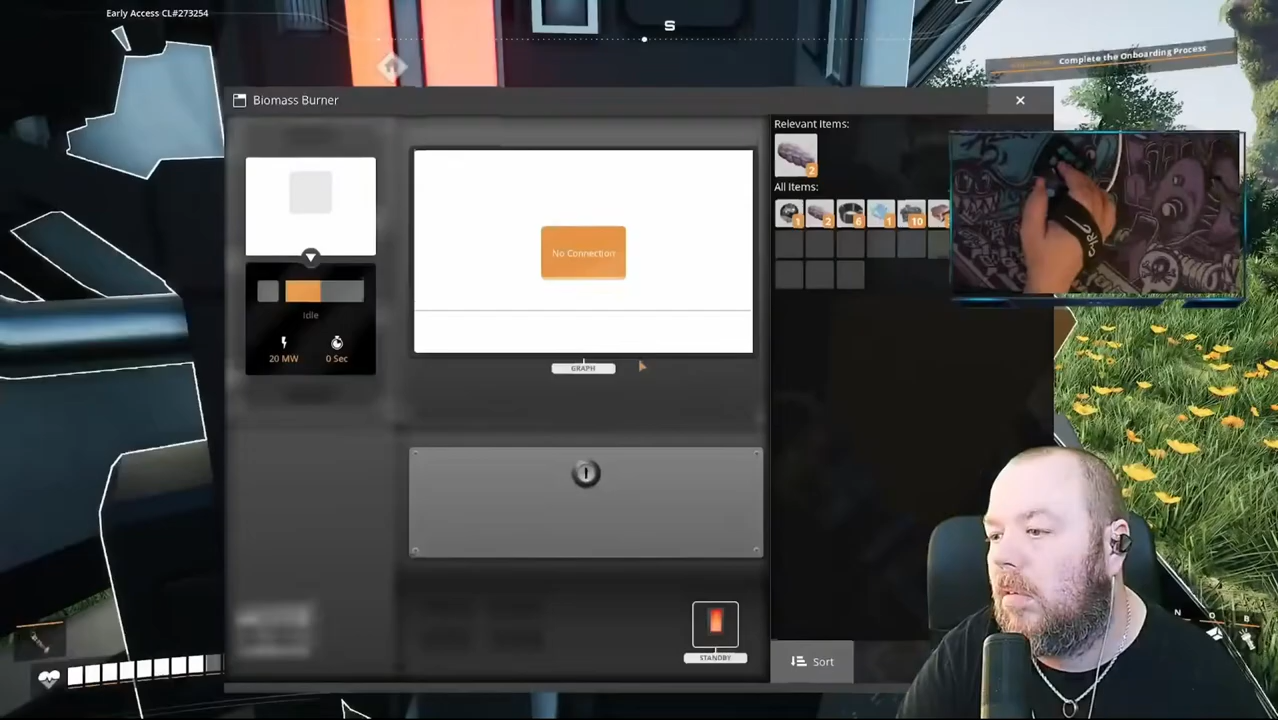 Early Access CL#273254
S
Complete the Onboarding Process
Biomass Burner
Relevant Items:
2
All Items:
1
2
6
1
10
No Connection
Idle
20 MW
0 Sec
GRAPH
STANDBY
Sort
N